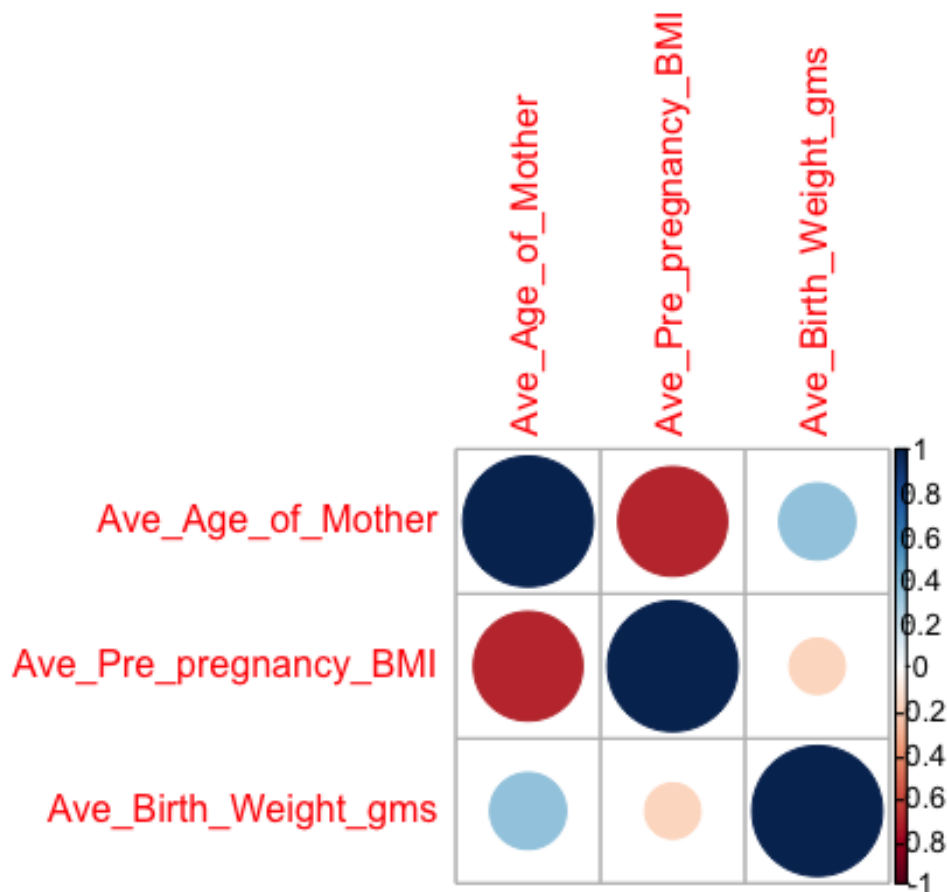 Ave_Age_of_Mother
Ave_Pre_pregnancy_BMI
Ave_Birth_Weight_gms
Ave_Age_of_Mother
Ave_Pre_pregnancy_BMI
Ave_Birth_Weight_gms
1
0.8
0.6
0.4
0.2
0
-0.2
-0.4
-0.6
-0.8
-1